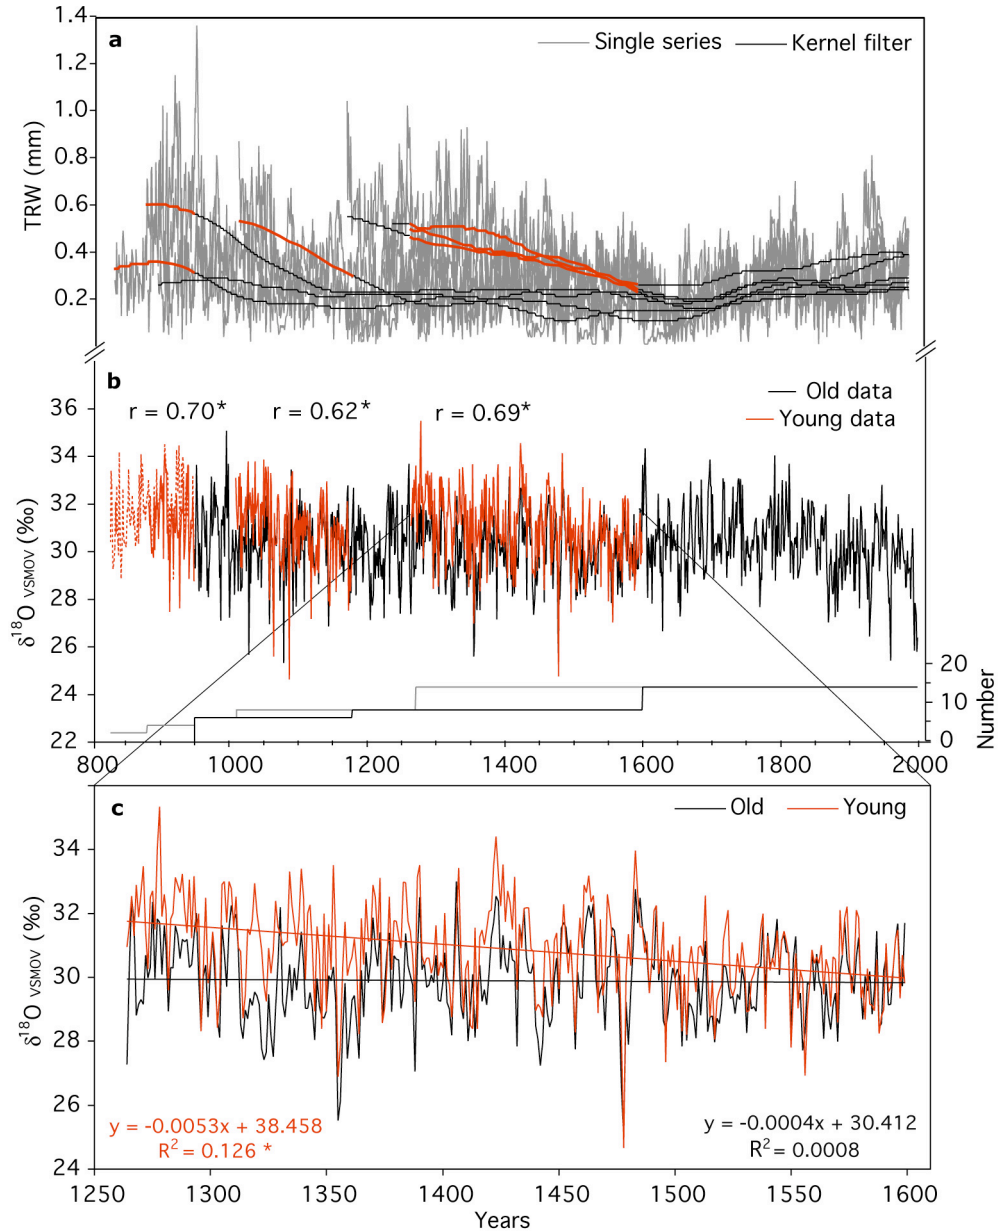 a
Single series
Kernel filter
1.4
1.2
1.0
0.8
0.6
0.4
0.2
TRW (mm)
b
Old data
Young data
r = 0.70*
r = 0.62*
r = 0.69*
36
34
32
30
28
26
24
22
δ¹⁸O VSMOV (‰)
20
10
0
Number
800
1000
1200
1400
1600
1800
2000
c
Old
Young
34
32
30
28
26
24
δ¹⁸O VSMOV (‰)
y = -0.0053x + 38.458
R² = 0.126 *
y = -0.0004x + 30.412
R² = 0.0008
1250
1300
1350
1400
1450
1500
1550
1600
Years